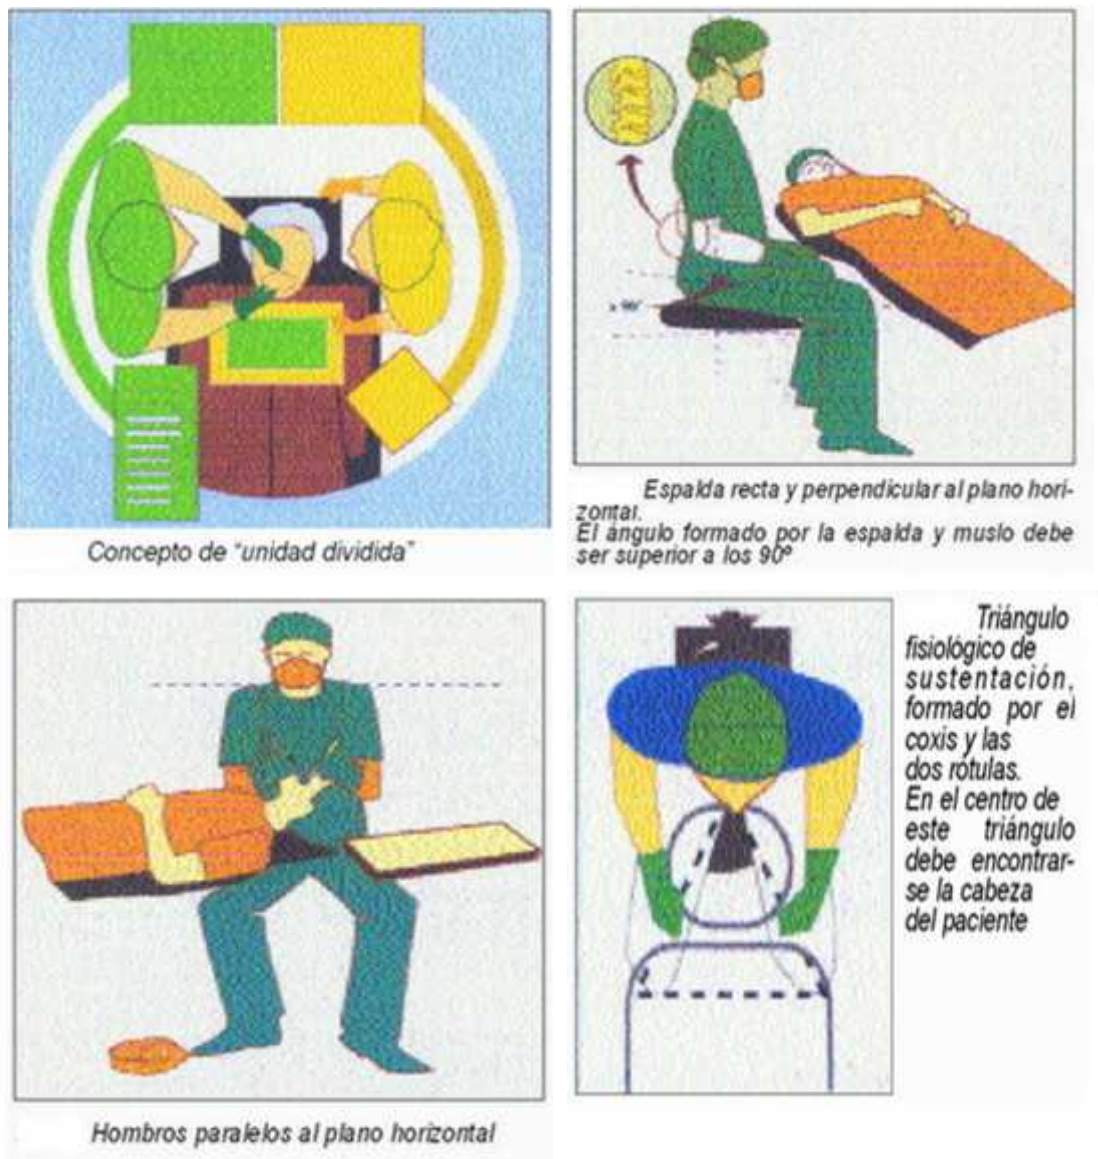 Concepto de "unidad dividida"
± 90°
Espalda recta y perpendicular al plano hori-
zontal.
El ángulo formado por la espalda y muslo debe
ser superior a los 90º
Hombros paralelos al plano horizontal
Triángulo
fisiológico de
sustentación,
formado por el
coxis y las
dos rótulas.
En el centro de
este triángulo
debe encontrar-
se la cabeza
del paciente